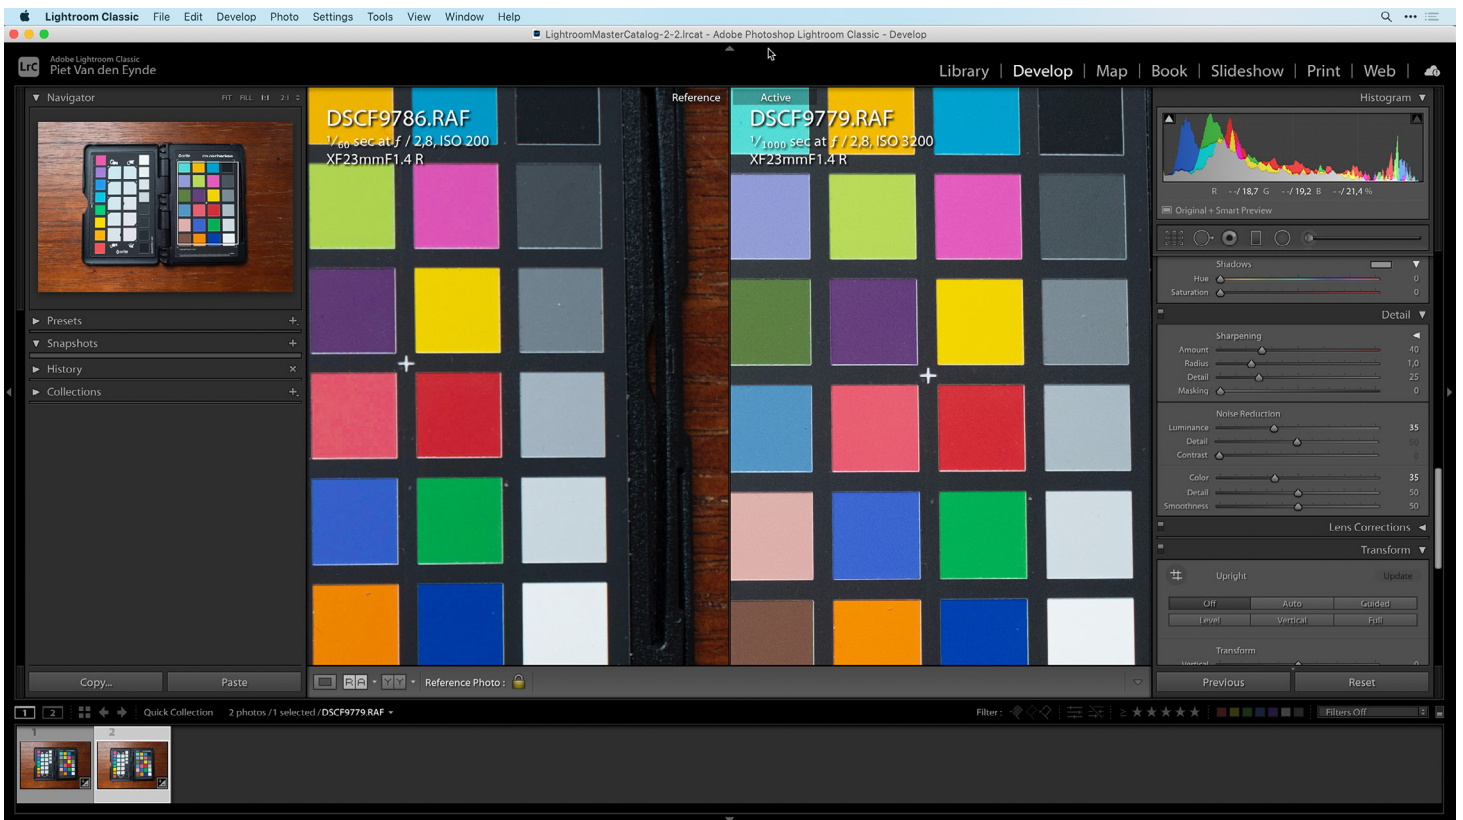 Lightroom Classic File Edit Develop Photo Settings Tools View Window Help
LightroomMasterCatalog-2-2.lrcat - Adobe Photoshop Lightroom Classic - Develop
LrC
Adobe Lightroom Classic
Piet Van den Eynde
Library | Develop | Map | Book | Slideshow | Print | Web
Navigator FIT FILL 1:1 2:1
Presets
Snapshots
History
Collections
Copy... Paste
Reference
DSCF9786.RAF
1/60 sec at ƒ / 2,8, ISO 200
XF23mmF1.4 R
Active
DSCF9779.RAF
1/1000 sec at ƒ / 2,8, ISO 3200
XF23mmF1.4 R
Reference Photo :
Histogram
R --/ 18,7 G --/ 19,2 B --/ 21,4 %
Original + Smart Preview
Shadows
Hue 0
Saturation 0
Detail
Sharpening
Amount 40
Radius 1,0
Detail 25
Masking 0
Noise Reduction
Luminance 35
Detail 50
Contrast
Color 35
Detail 50
Smoothness 50
Lens Corrections
Transform
Upright Update
Off Auto Guided
Level Vertical Full
Transform
Vertical
Previous Reset
1 2 Quick Collection 2 photos / 1 selected / DSCF9779.RAF
Filter : Filters Off
1 2